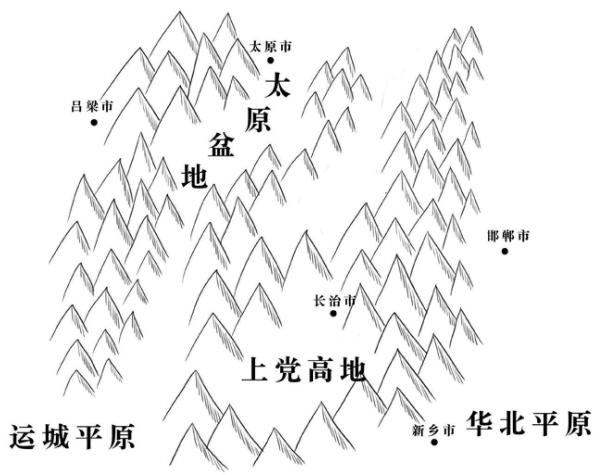 太原市
太原盆地
吕梁市
邯郸市
长治市
上党高地
新乡市
华北平原
运城平原